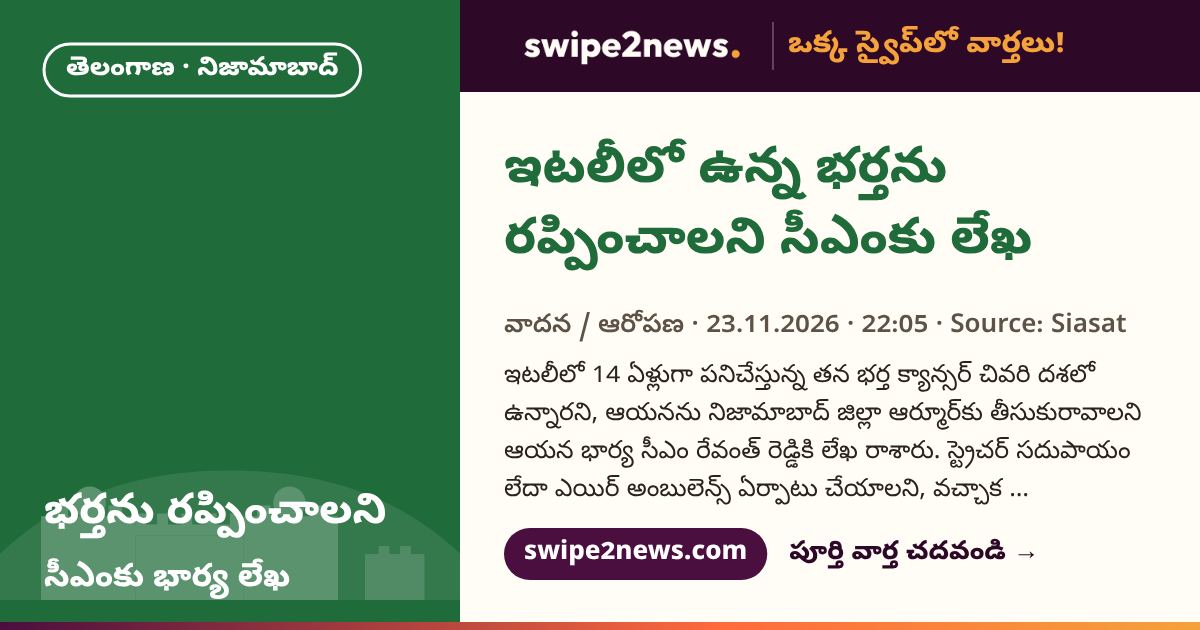 తెలంగాణ · నిజామాబాద్
భర్తను రప్పించాలని
సీఎంకు భార్య లేఖ
swipe2news.
ఒక్క స్వైప్‌లో వార్తలు!
ఇటలీలో ఉన్న భర్తను
రప్పించాలని సీఎంకు లేఖ
వాదన / ఆరోపణ · 23.11.2026 · 22:05 · Source: Siasat
ఇటలీలో 14 ఏళ్లుగా పనిచేస్తున్న తన భర్త క్యాన్సర్ చివరి దశలో
ఉన్నారని, ఆయనను నిజామాబాద్ జిల్లా ఆర్మూర్‌కు తీసుకురావాలని
ఆయన భార్య సీఎం రేవంత్ రెడ్డికి లేఖ రాశారు. స్ట్రెచర్ సదుపాయం
లేదా ఎయిర్ అంబులెన్స్ ఏర్పాటు చేయాలని, వచ్చాక ...
swipe2news.com
పూర్తి వార్త చదవండి →